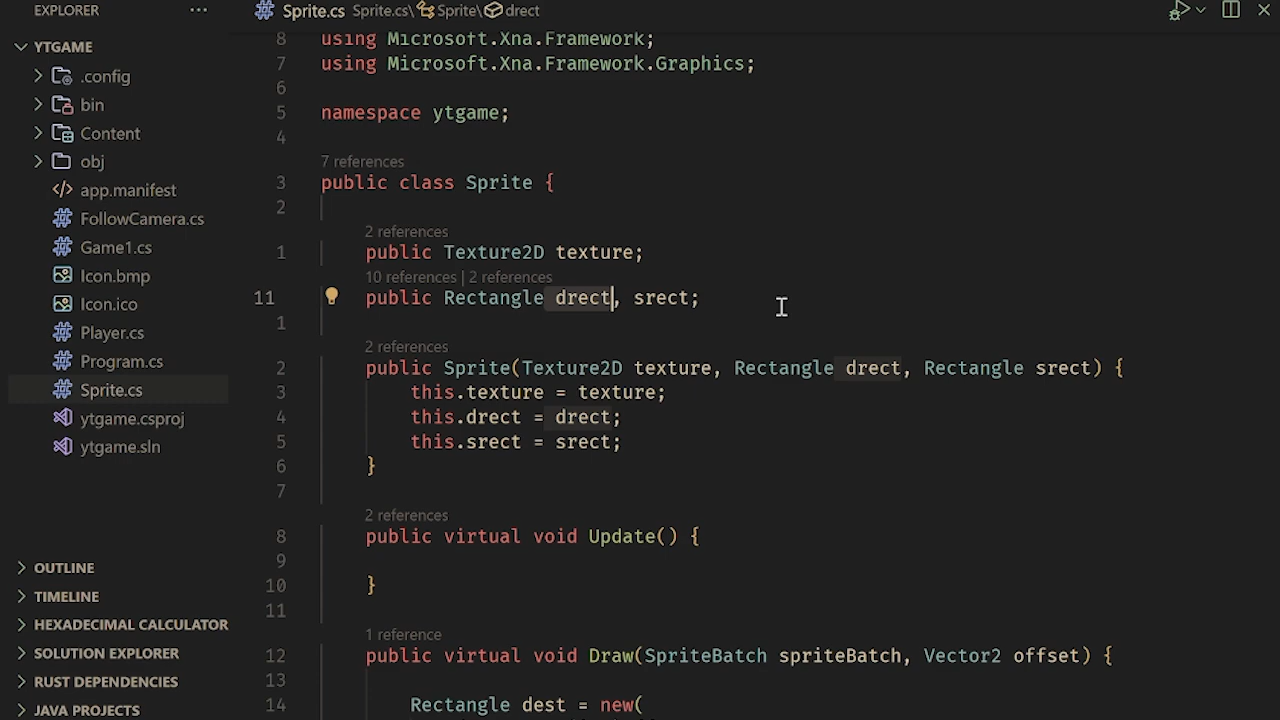 EXPLORER
Sprite.cs Sprite.cs\Sprite\drect
YTGAME
.config
bin
Content
obj
app.manifest
FollowCamera.cs
Game1.cs
Icon.bmp
Icon.ico
Player.cs
Program.cs
Sprite.cs
ytgame.csproj
ytgame.sln
OUTLINE
TIMELINE
HEXADECIMAL CALCULATOR
SOLUTION EXPLORER
RUST DEPENDENCIES
JAVA PROJECTS
8 using Microsoft.Xna.Framework;
7 using Microsoft.Xna.Framework.Graphics;
6
5 namespace ytgame;
4
7 references
3 public class Sprite {
2
2 references
1 public Texture2D texture;
10 references | 2 references
11 public Rectangle drect, srect;
1
2 references
2 public Sprite(Texture2D texture, Rectangle drect, Rectangle srect) {
3 this.texture = texture;
4 this.drect = drect;
5 this.srect = srect;
6 }
7
2 references
8 public virtual void Update() {
9
10 }
11
1 reference
12 public virtual void Draw(SpriteBatch spriteBatch, Vector2 offset) {
13
14 Rectangle dest = new(